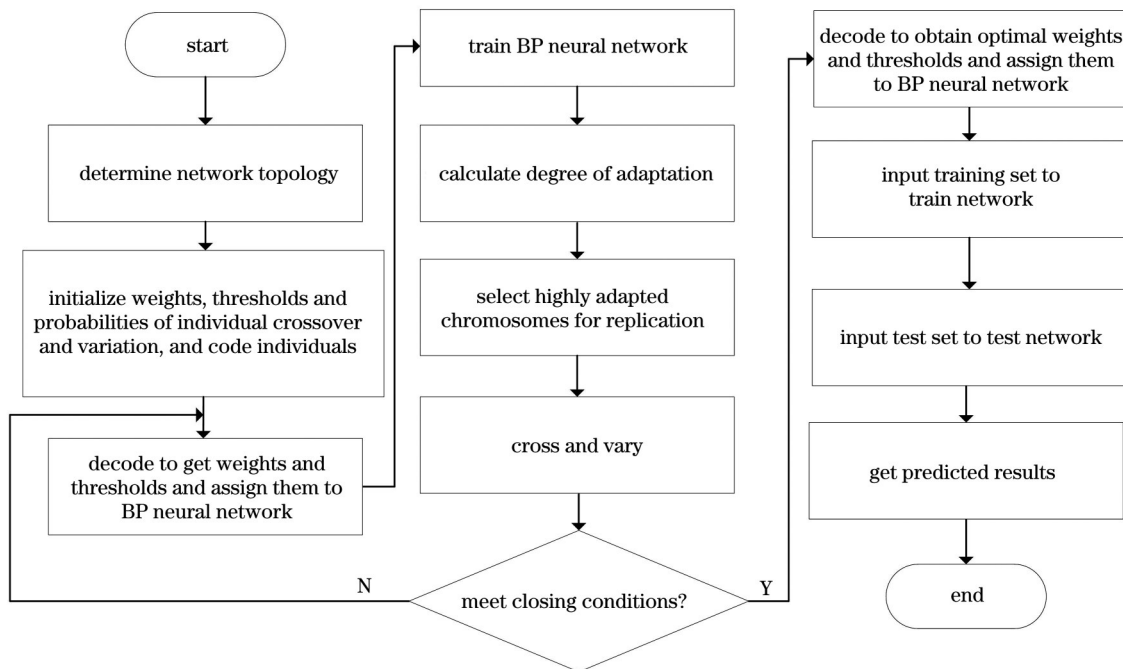 start
determine network topology
initialize weights, thresholds and
probabilities of individual crossover
and variation, and code individuals
decode to get weights and
thresholds and assign them to
BP neural network
train BP neural network
calculate degree of adaptation
select highly adapted
chromosomes for replication
cross and vary
meet closing conditions?
N
Y
decode to obtain optimal weights
and thresholds and assign them
to BP neural network
input training set to
train network
input test set to test network
get predicted results
end